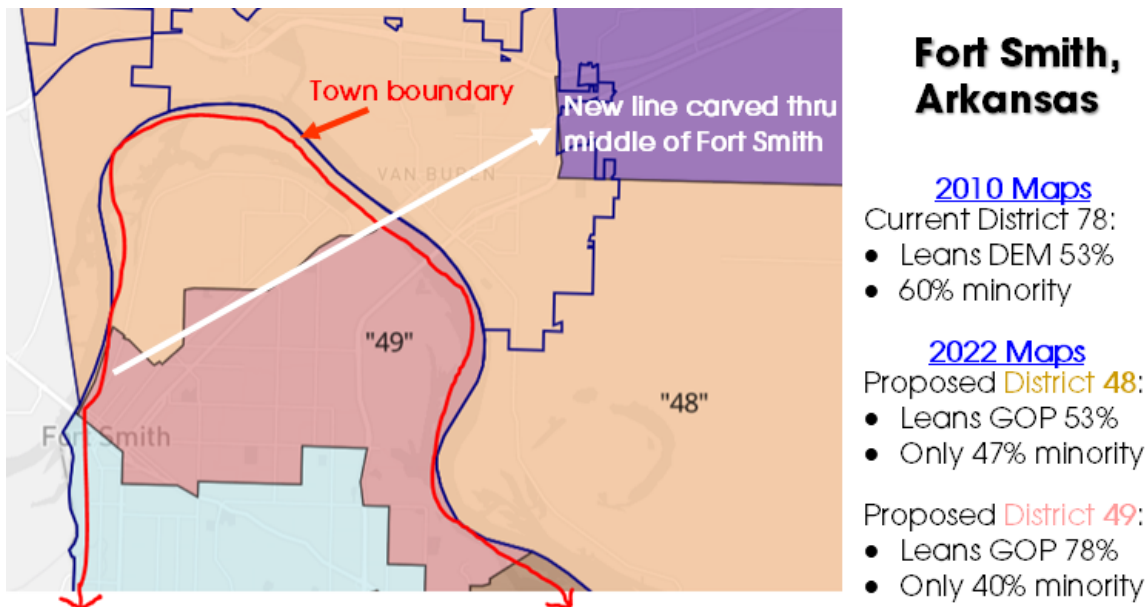 Town boundary
New line carved thru
middle of Fort Smith
VAN BUREN
"49"
"48"
Fort Smith
Fort Smith,
Arkansas
2010 Maps
Current District 78:
● Leans DEM 53%
● 60% minority
2022 Maps
Proposed District 48:
● Leans GOP 53%
● Only 47% minority
Proposed District 49:
● Leans GOP 78%
● Only 40% minority